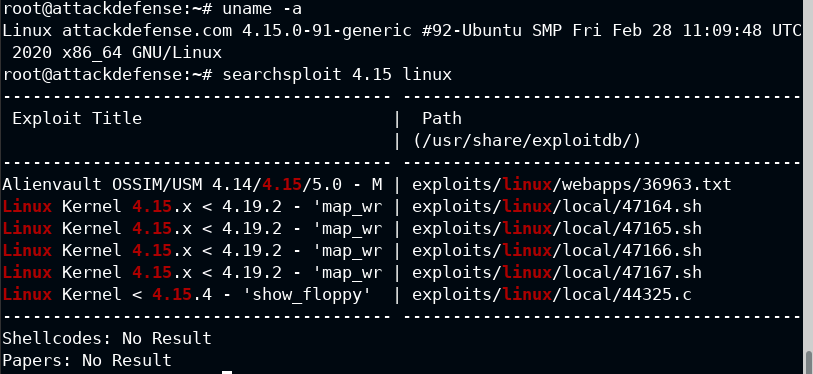 root@attackdefense:~# uname -a
Linux attackdefense.com 4.15.0-91-generic #92-Ubuntu SMP Fri Feb 28 11:09:48 UTC
 2020 x86_64 GNU/Linux
root@attackdefense:~# searchsploit 4.15 linux
--------------------------------------- ----------------------------------------
 Exploit Title                         |  Path
                                       | (/usr/share/exploitdb/)
--------------------------------------- ----------------------------------------
Alienvault OSSIM/USM 4.14/4.15/5.0 - M | exploits/linux/webapps/36963.txt
Linux Kernel 4.15.x < 4.19.2 - 'map_wr | exploits/linux/local/47164.sh
Linux Kernel 4.15.x < 4.19.2 - 'map_wr | exploits/linux/local/47165.sh
Linux Kernel 4.15.x < 4.19.2 - 'map_wr | exploits/linux/local/47166.sh
Linux Kernel 4.15.x < 4.19.2 - 'map_wr | exploits/linux/local/47167.sh
Linux Kernel < 4.15.4 - 'show_floppy'  | exploits/linux/local/44325.c
--------------------------------------- ----------------------------------------
Shellcodes: No Result
Papers: No Result